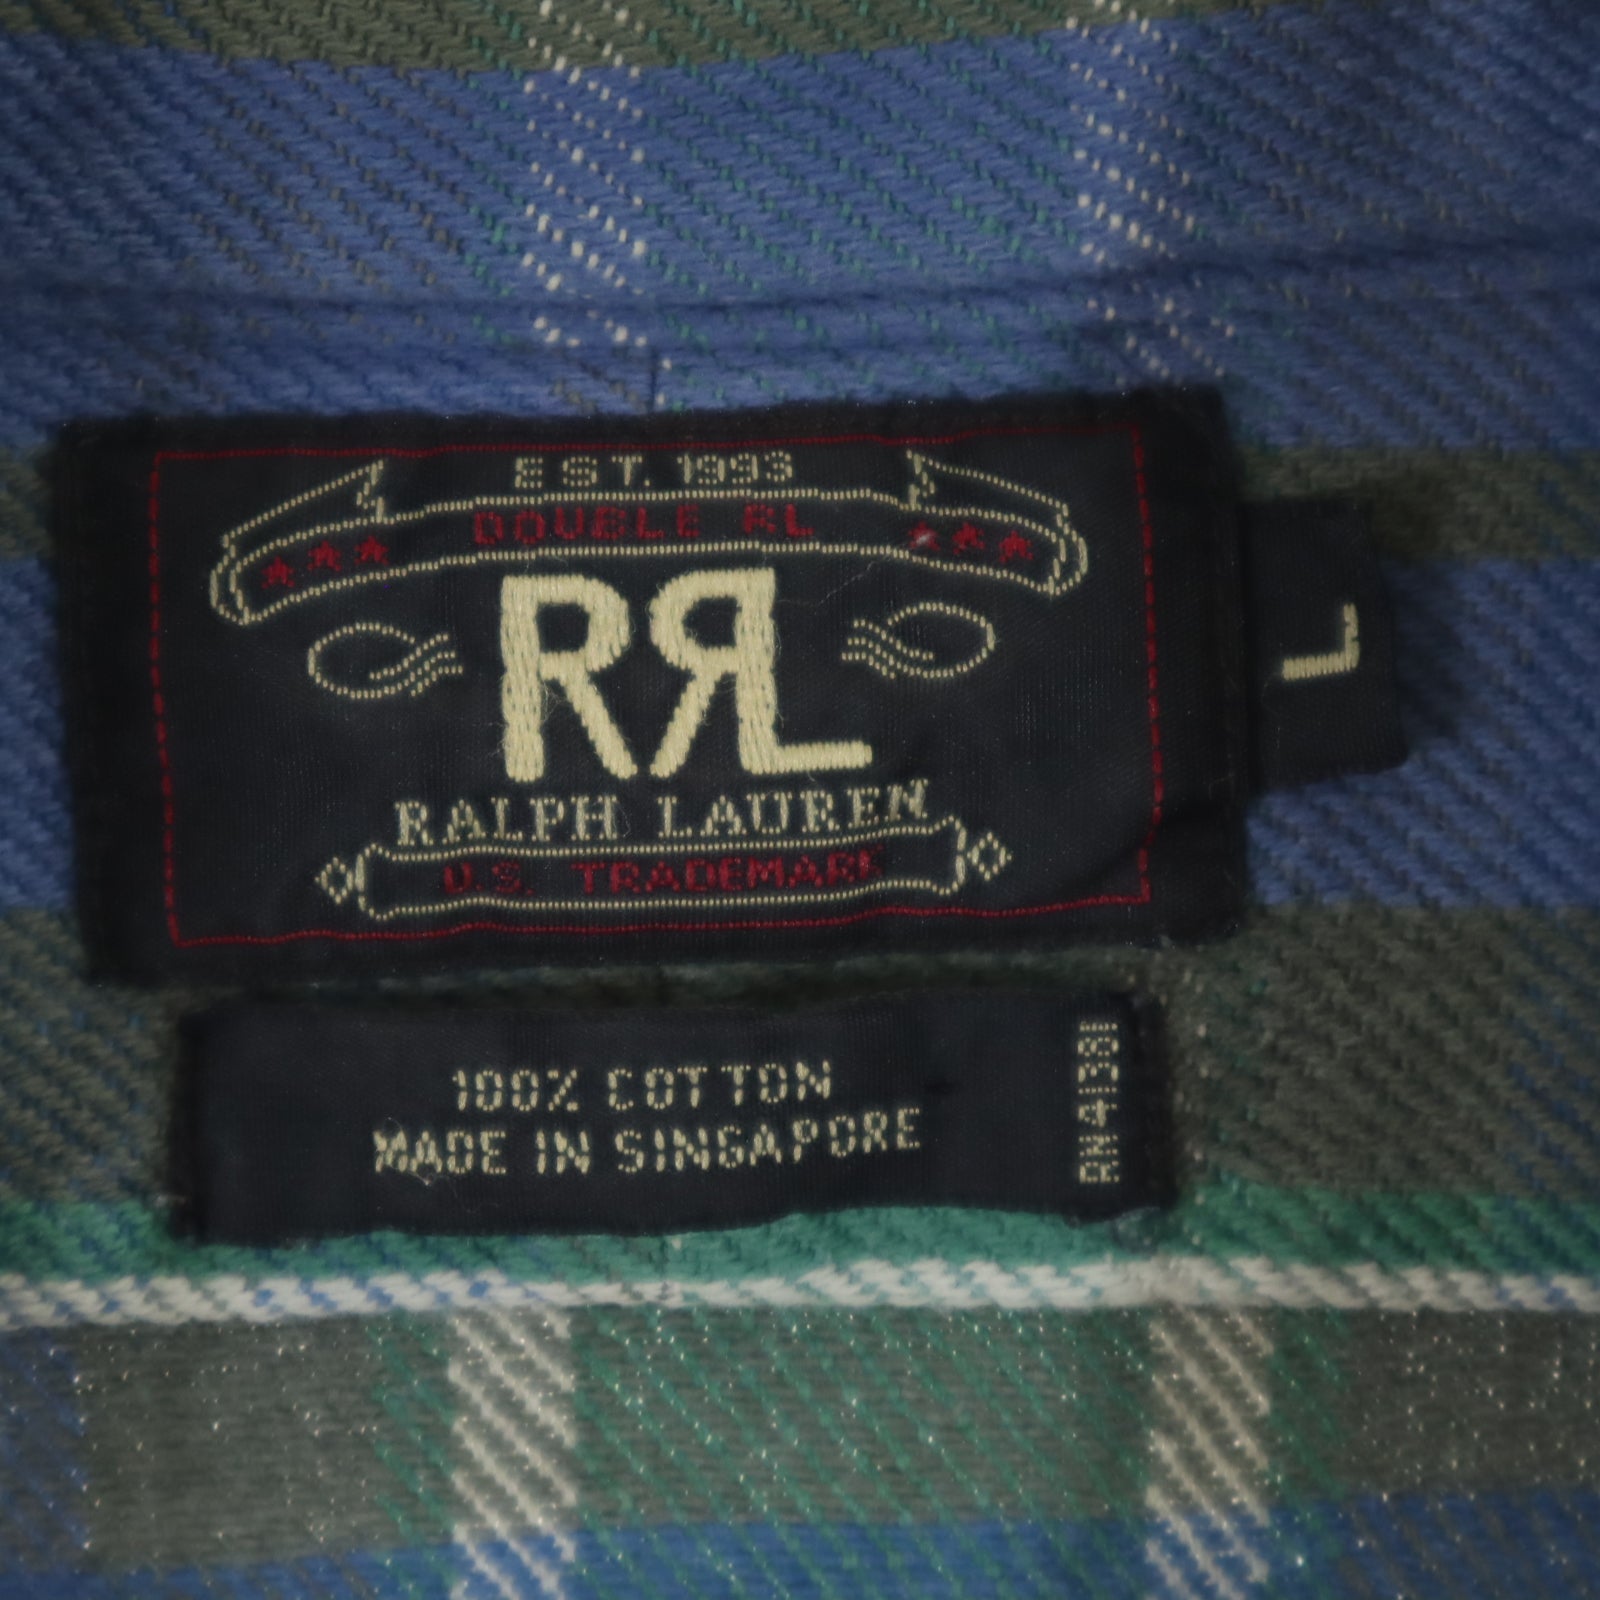 EST. 1993
DOUBLE RL
RRL
RALPH LAUREN
U.S. TRADEMARK
L
100% COTTON
MADE IN SINGAPORE
RN41381